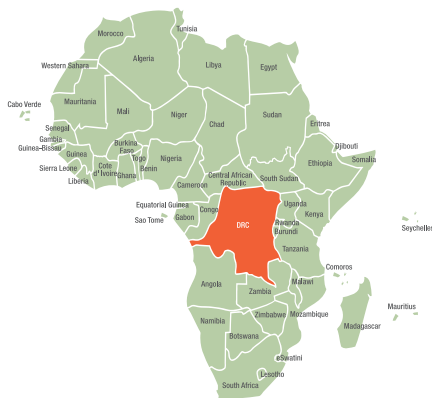 Tunisia
Morocco
Algeria
Libya
Egypt
Western Sahara
Cabo Verde
Mauritania
Mali
Niger
Chad
Sudan
Eritrea
Senegal
Gambia
Guinea-Bissau
Guinea
Sierra Leone
Liberia
Cote
d' Ivoire
Burkina
Faso
Ghana
Togo
Benin
Nigeria
Djibouti
Somalia
Ethiopia
Cameroon
Central African
Republic
South Sudan
Equatorial Guinea
Sao Tome
Gabon
Congo
DRC
Uganda
Kenya
Rwanda
Burundi
Tanzania
Seychelles
Comoros
Angola
Zambia
Malawi
Mozambique
Mauritius
Madagascar
Zimbabwe
Namibia
Botswana
eSwatini
Lesotho
South Africa